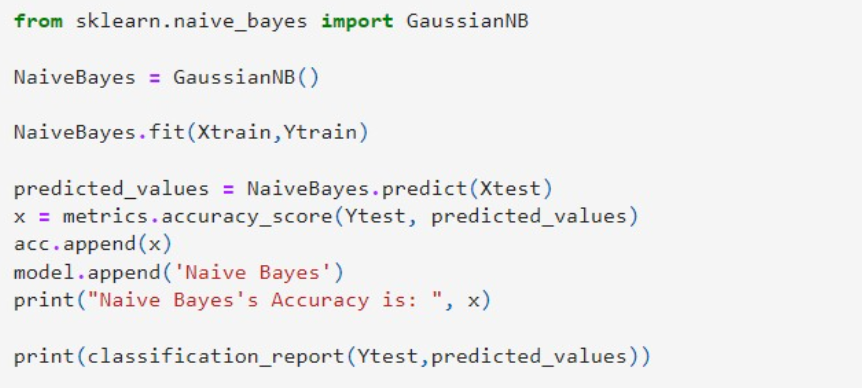 from sklearn.naive_bayes import GaussianNB
NaiveBayes = GaussianNB()
NaiveBayes.fit(Xtrain,Ytrain)
predicted_values = NaiveBayes.predict(Xtest)
x = metrics.accuracy_score(Ytest, predicted_values)
acc.append(x)
model.append('Naive Bayes')
print("Naive Bayes's Accuracy is: ", x)
print(classification_report(Ytest,predicted_values))